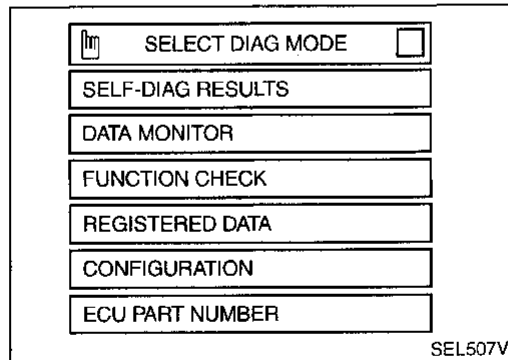 SELECT DIAG MODE
SELF-DIAG RESULTS
DATA MONITOR
FUNCTION CHECK
REGISTERED DATA
CONFIGURATION
ECU PART NUMBER
SEL507V